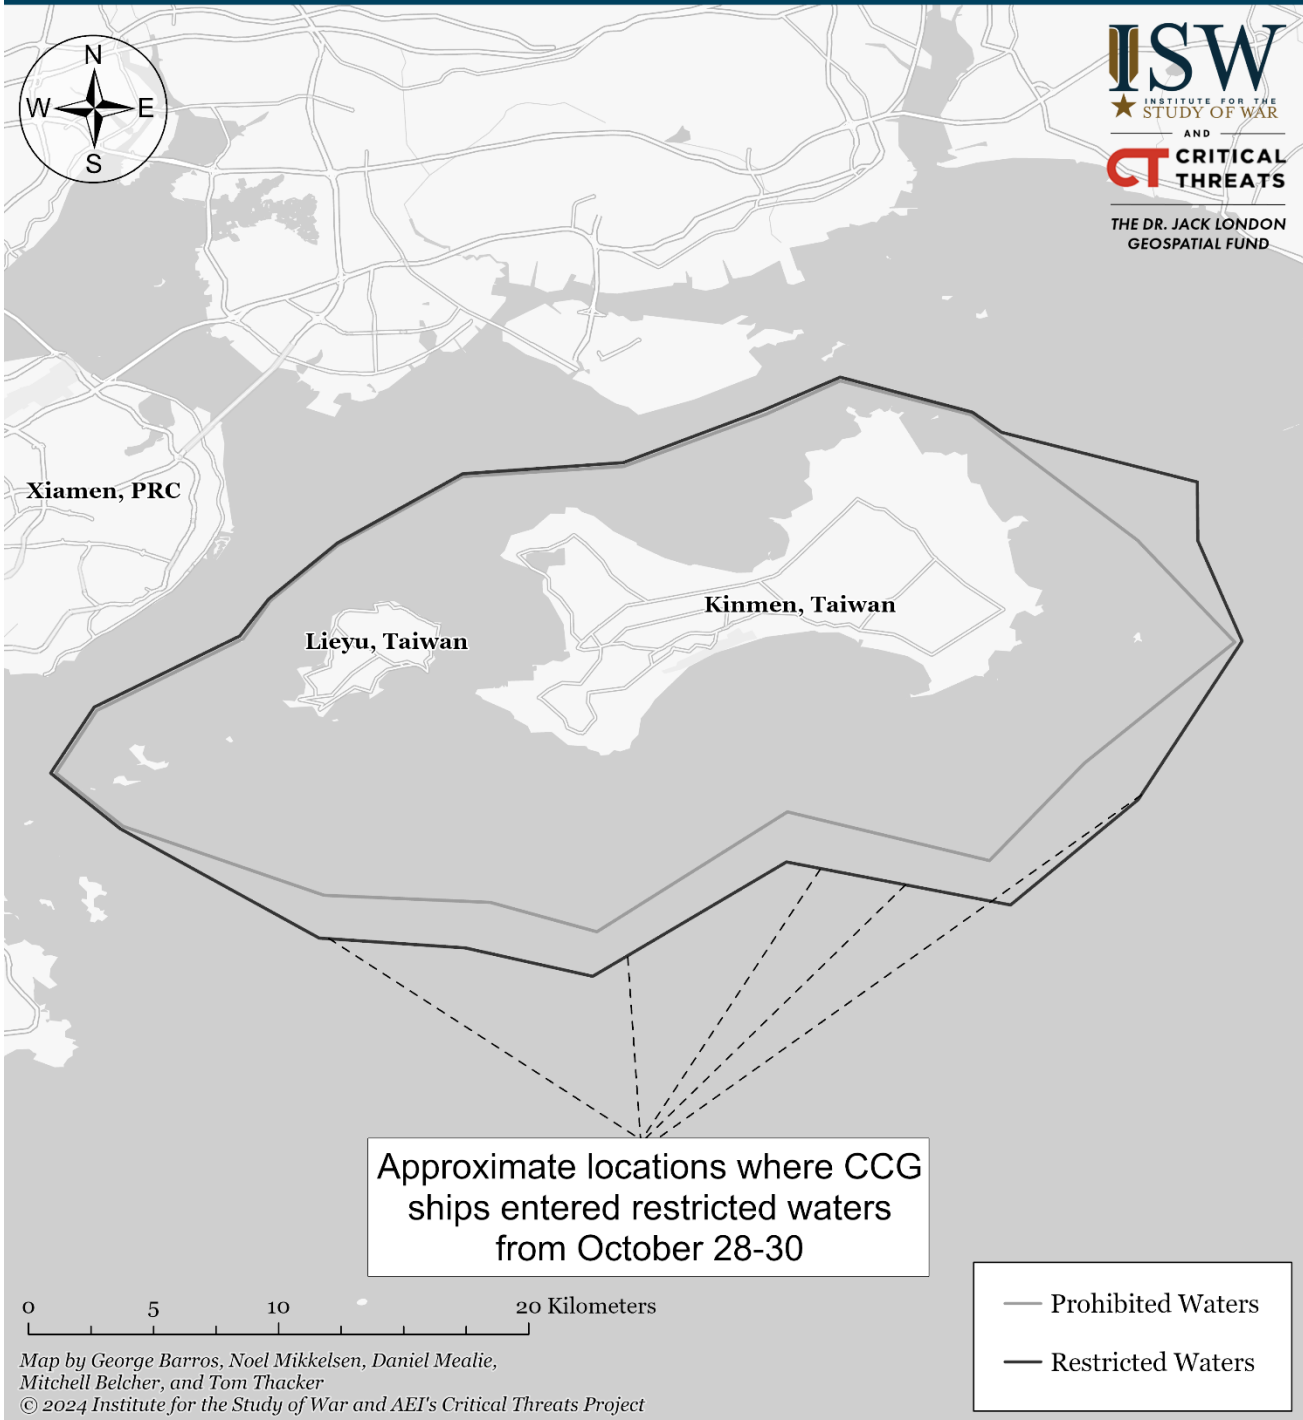 N
W E
S
ISW
INSTITUTE FOR THE
STUDY OF WAR
AND
CT CRITICAL
THREATS
THE DR. JACK LONDON
GEOSPATIAL FUND
Xiamen, PRC
Kinmen, Taiwan
Lieyu, Taiwan
Approximate locations where CCG
ships entered restricted waters
from October 28-30
0 5 10 20 Kilometers
Prohibited Waters
Restricted Waters
Map by George Barros, Noel Mikkelsen, Daniel Mealie,
Mitchell Belcher, and Tom Thacker
© 2024 Institute for the Study of War and AEI's Critical Threats Project